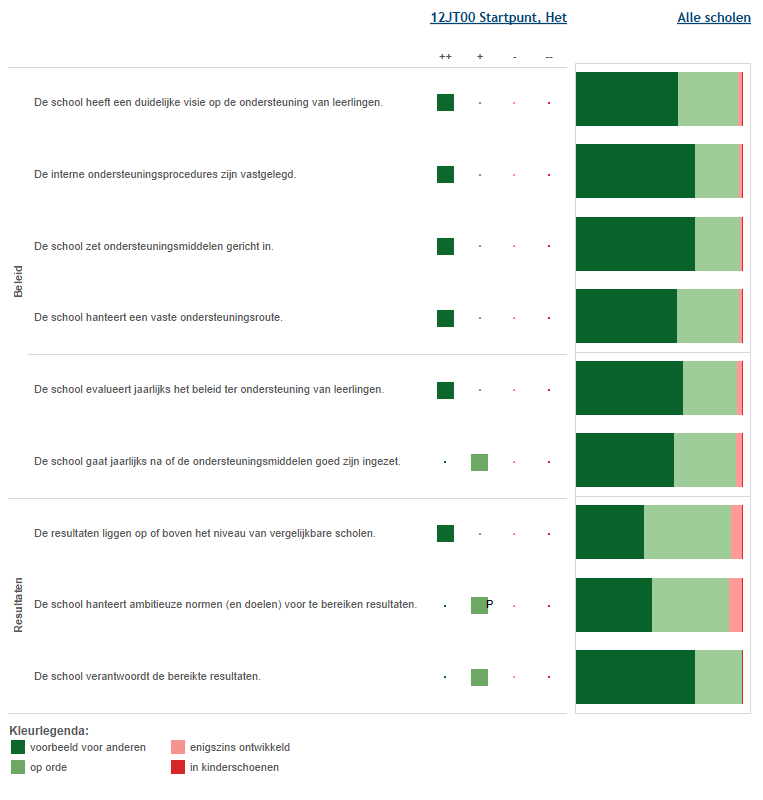 12JT00 Startpunt, Het
Alle scholen
++ + - --
De school heeft een duidelijke visie op de ondersteuning van leerlingen.
De interne ondersteuningsprocedures zijn vastgelegd.
De school zet ondersteuningsmiddelen gericht in.
Beleid
De school hanteert een vaste ondersteuningsroute.
De school evalueert jaarlijks het beleid ter ondersteuning van leerlingen.
De school gaat jaarlijks na of de ondersteuningsmiddelen goed zijn ingezet.
De resultaten liggen op of boven het niveau van vergelijkbare scholen.
Resultaten
De school hanteert ambitieuze normen (en doelen) voor te bereiken resultaten.
P
De school verantwoordt de bereikte resultaten.
Kleurlegenda:
voorbeeld voor anderen
enigszins ontwikkeld
op orde
in kinderschoenen